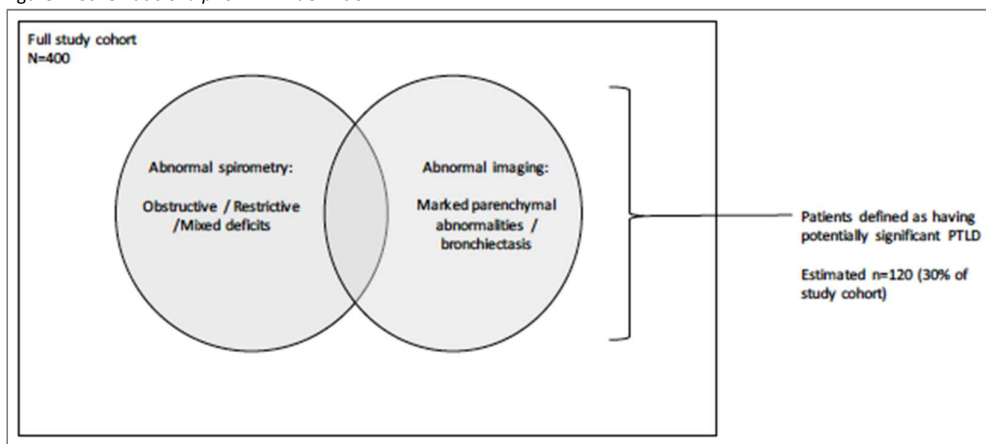 Full study cohort
N=400
Abnormal spirometry:
Obstructive / Restrictive
/Mixed deficits
Abnormal imaging:
Marked parenchymal
abnormalities /
bronchiectasis
Patients defined as having
potentially significant PTLD
Estimated n=120 (30% of
study cohort)